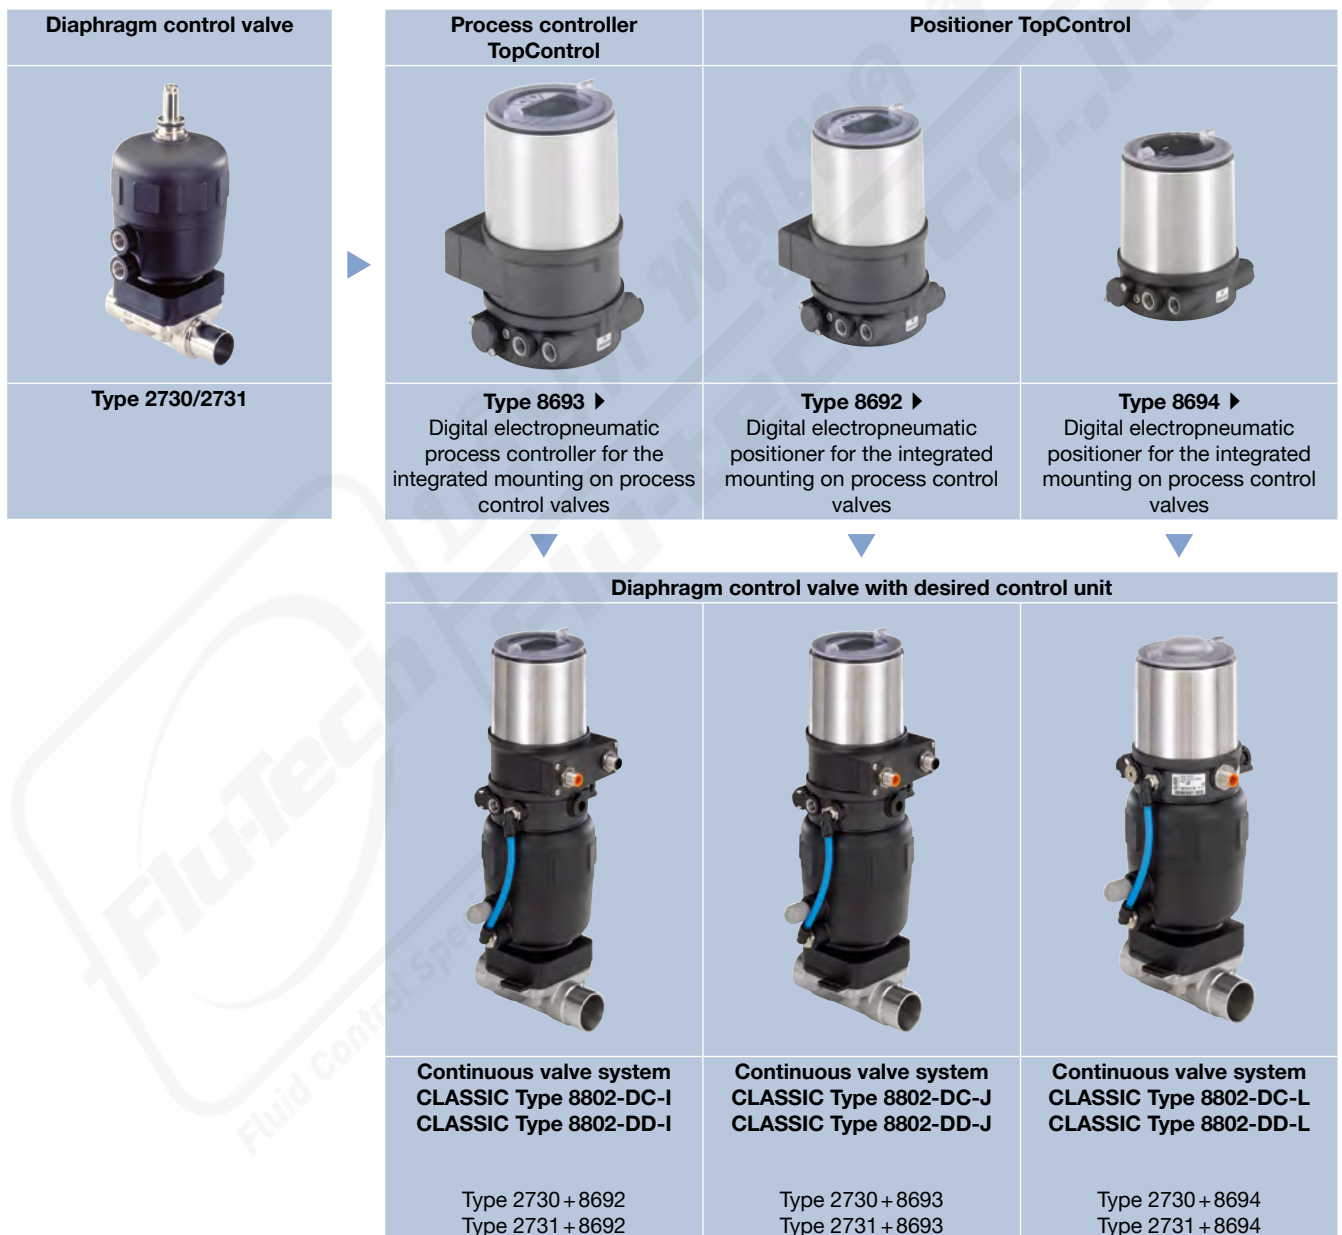 Diaphragm control valve
Process controller
TopControl
Positioner TopControl
Type 2730/2731
Type 8693
Digital electropneumatic
process controller for the
integrated mounting on process
control valves
Type 8692
Digital electropneumatic
positioner for the integrated
mounting on process control
valves
Type 8694
Digital electropneumatic
positioner for the integrated
mounting on process control
valves
Diaphragm control valve with desired control unit
Continuous valve system
CLASSIC Type 8802-DC-I
CLASSIC Type 8802-DD-I
Type 2730 + 8692
Type 2731 + 8692
Continuous valve system
CLASSIC Type 8802-DC-J
CLASSIC Type 8802-DD-J
Type 2730 + 8693
Type 2731 + 8693
Continuous valve system
CLASSIC Type 8802-DC-L
CLASSIC Type 8802-DD-L
Type 2730 + 8694
Type 2731 + 8694
Flu-Tech
Flu-Tech Co.,